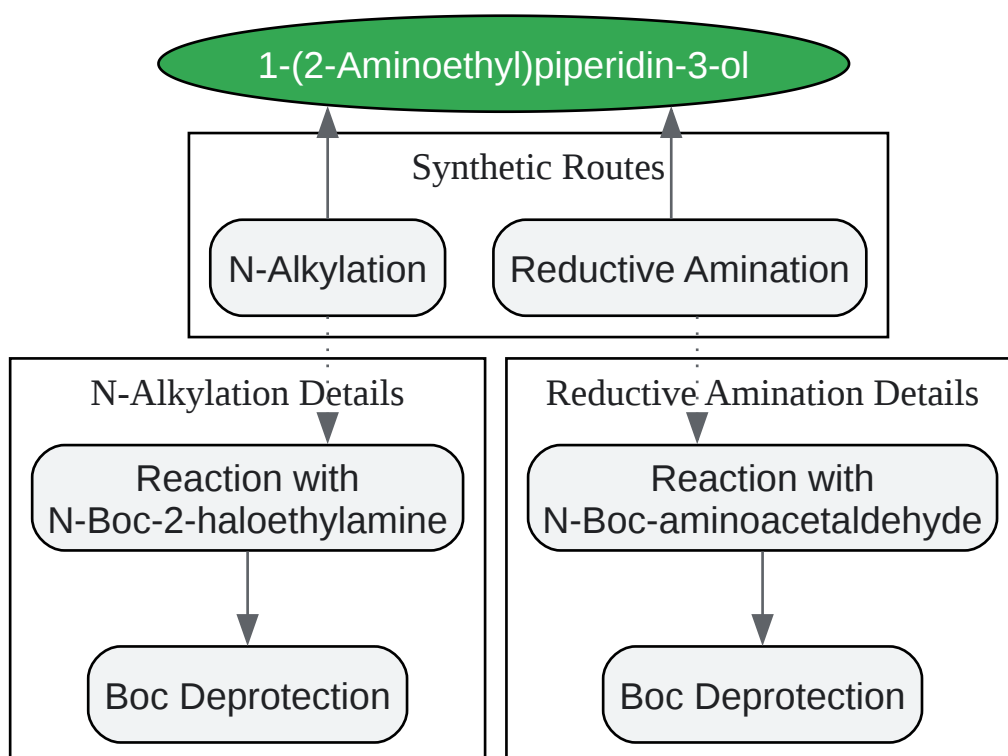 1-(2-Aminoethyl)piperidin-3-ol
Synthetic Routes
N-Alkylation
Reductive Amination
N-Alkylation Details
Reaction with
N-Boc-2-haloethylamine
Boc Deprotection
Reductive Amination Details
Reaction with
N-Boc-aminoacetaldehyde
Boc Deprotection